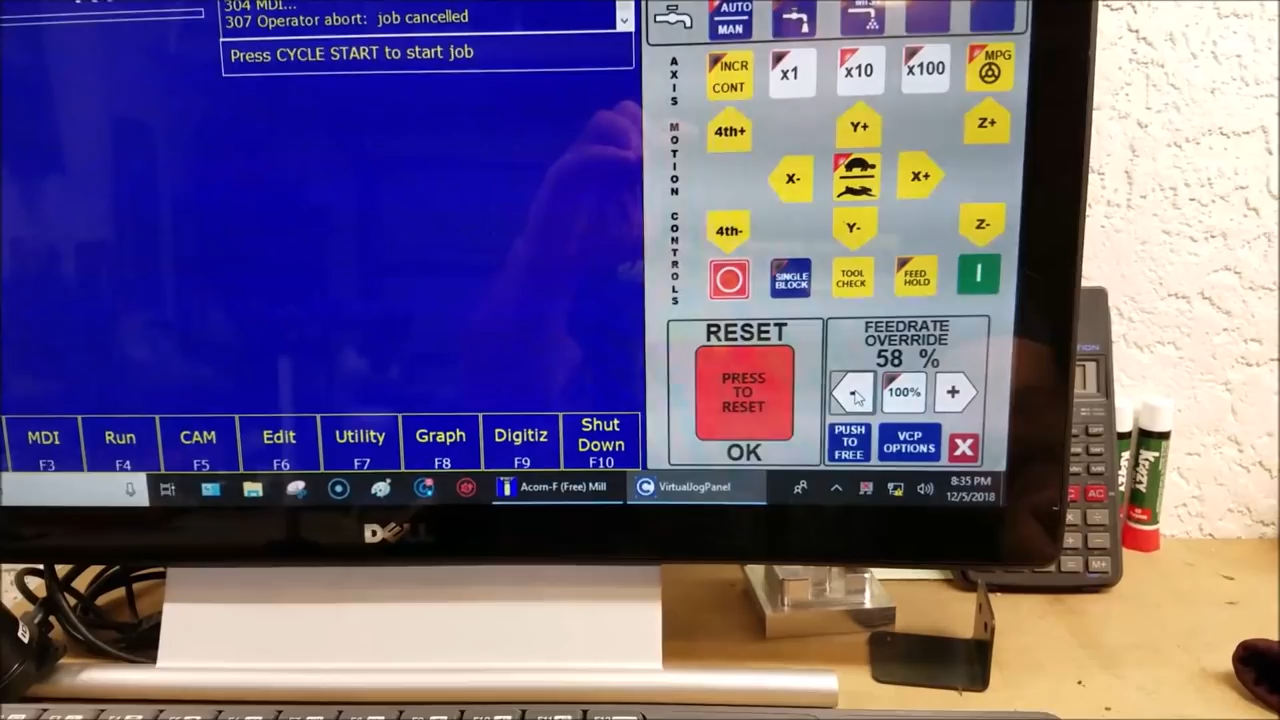 304 MDI...
307 Operator abort: job cancelled
Press CYCLE START to start job
AUTO
MAN
AXIS MOTION CONTROLS
INCR
CONT
x1
x10
x100
MPG
4th+
Y+
Z+
X-
X+
4th-
Y-
Z-
SINGLE
BLOCK
TOOL
CHECK
FEED
HOLD
I
RESET
PRESS
TO
RESET
OK
FEEDRATE
OVERRIDE
58 %
-
100%
+
PUSH
TO
FREE
VCP
OPTIONS
X
MDI
F3
Run
F4
CAM
F5
Edit
F6
Utility
F7
Graph
F8
Digitiz
F9
Shut
Down
F10
Acorn-F (Free) Mill
VirtualJogPanel
8:35 PM
12/5/2018
DELL
AC
M+